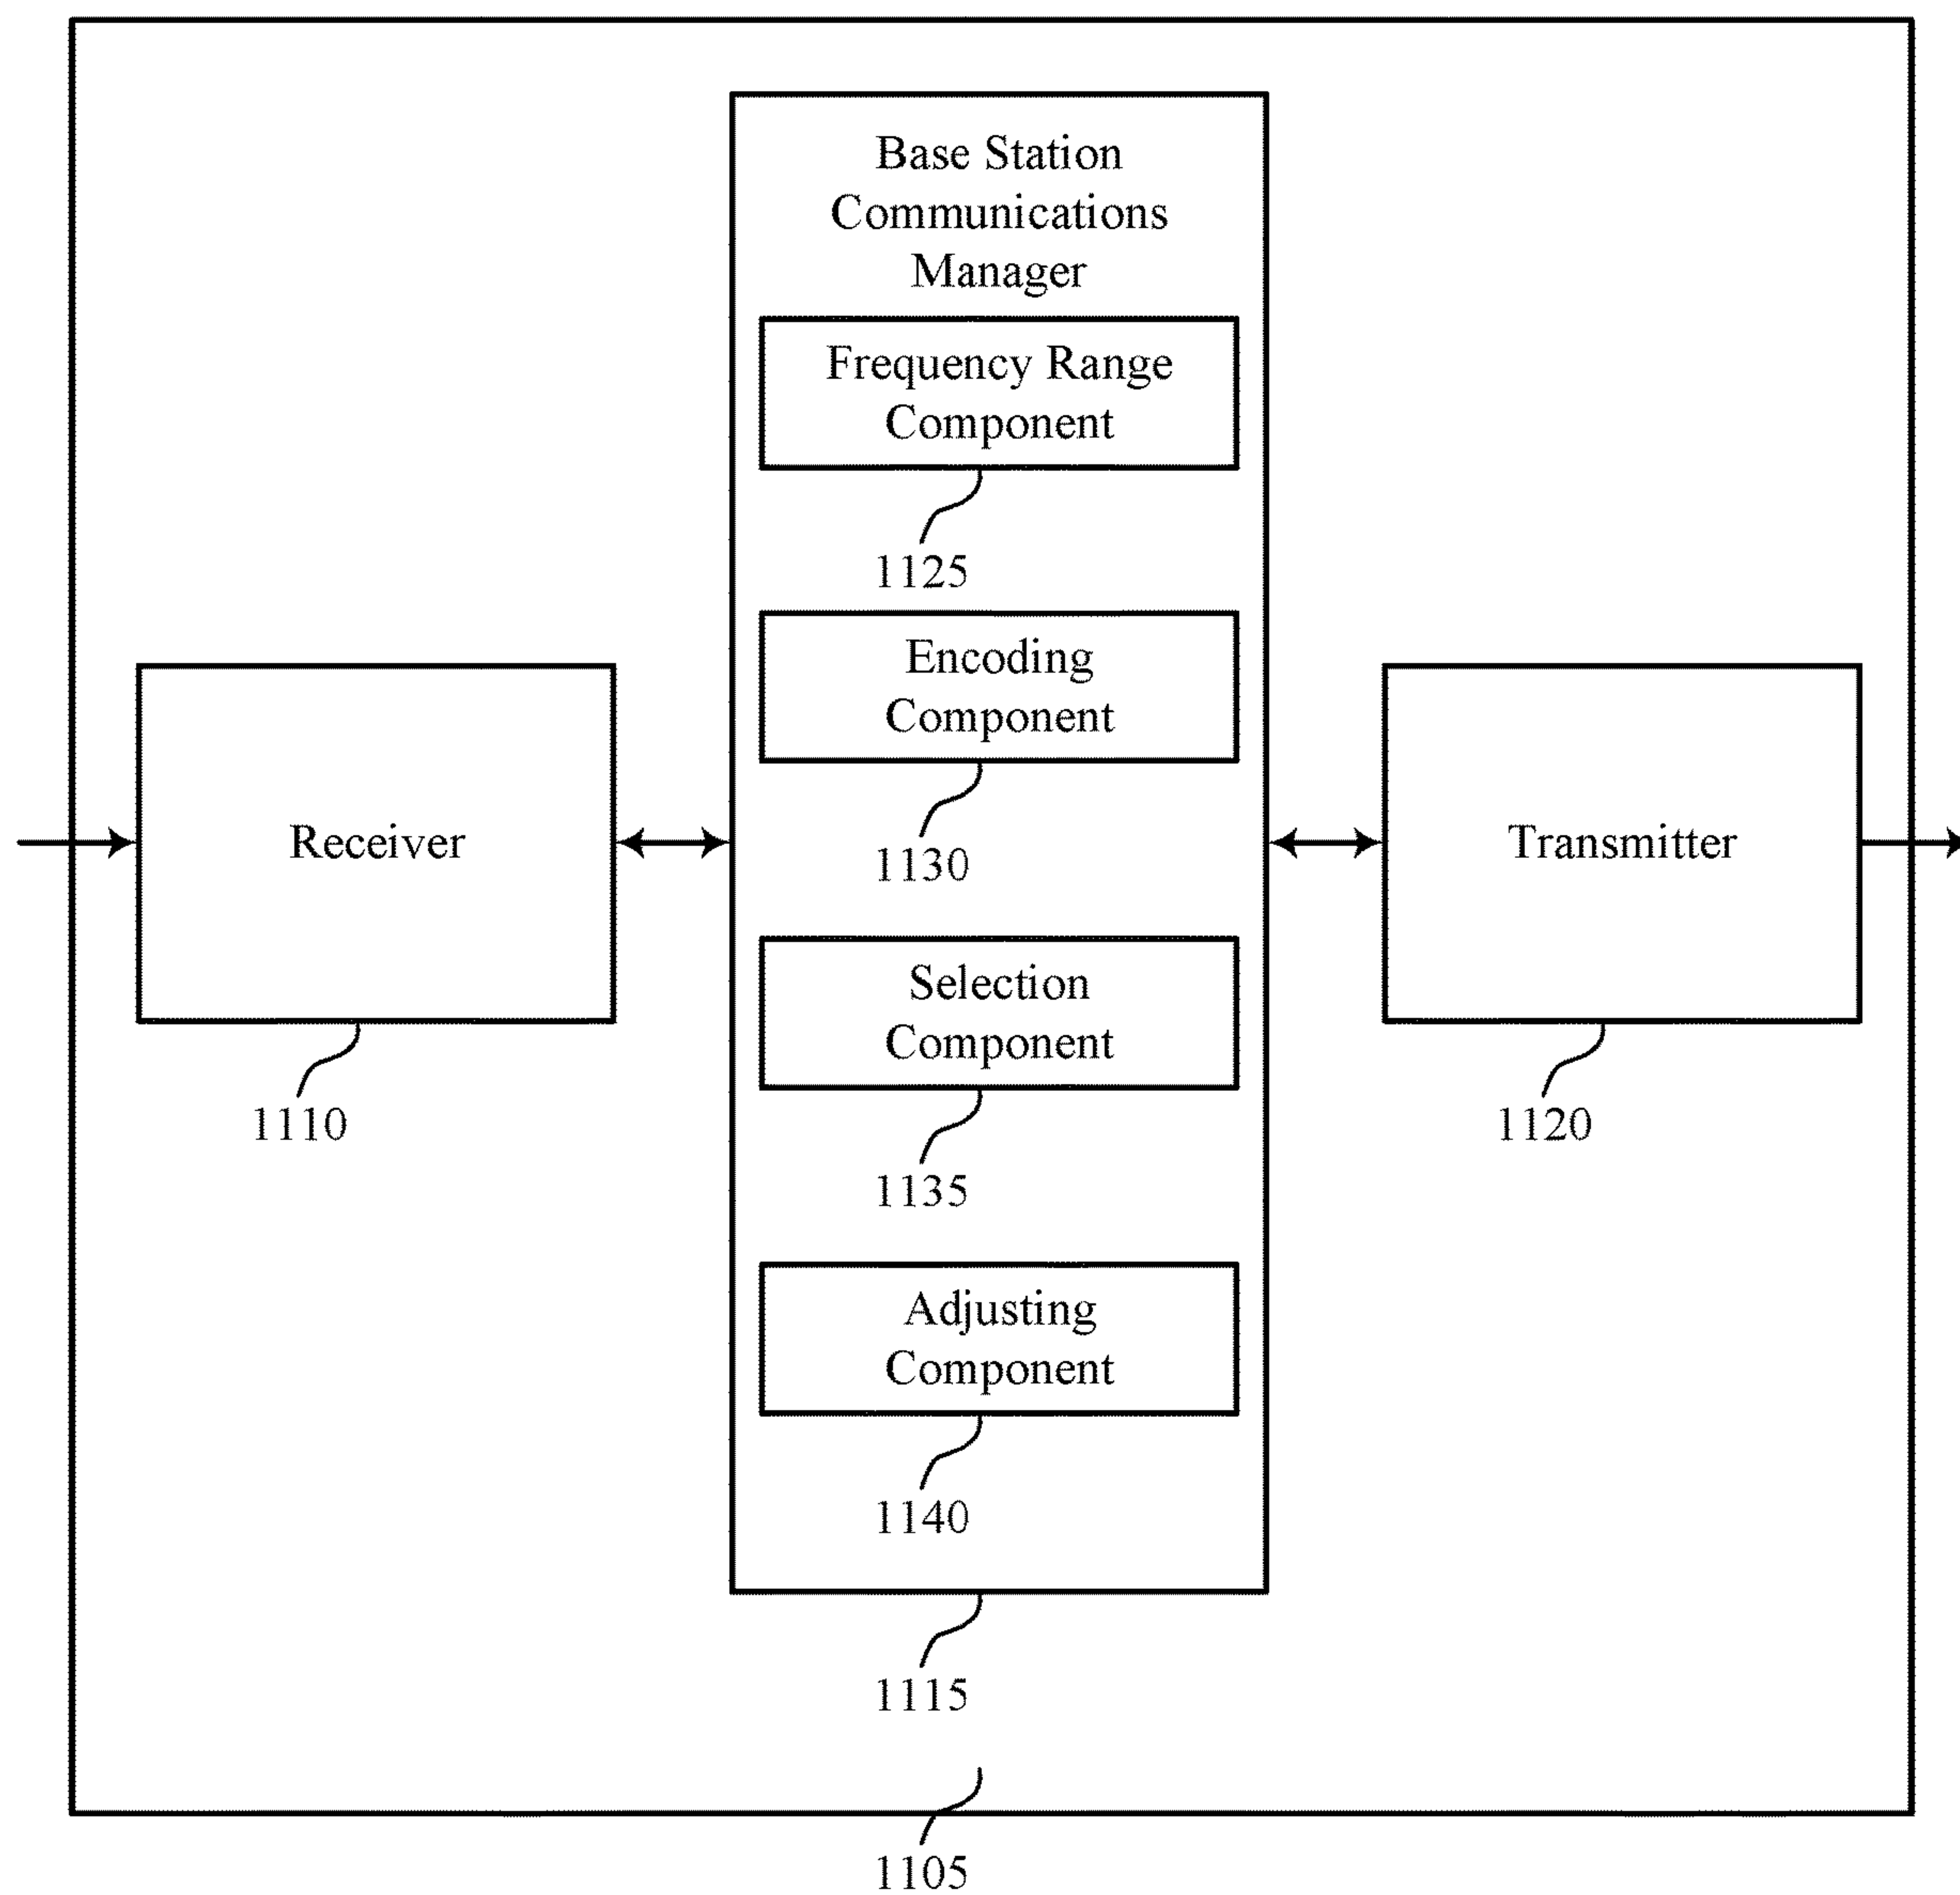 Base Station
Communications
Manager
Frequency Range
Component
1125
Encoding
Component
1130
Receiver
Transmitter
Selection
Component
1110
1120
1135
Adjusting
Component
1140
1115
1105